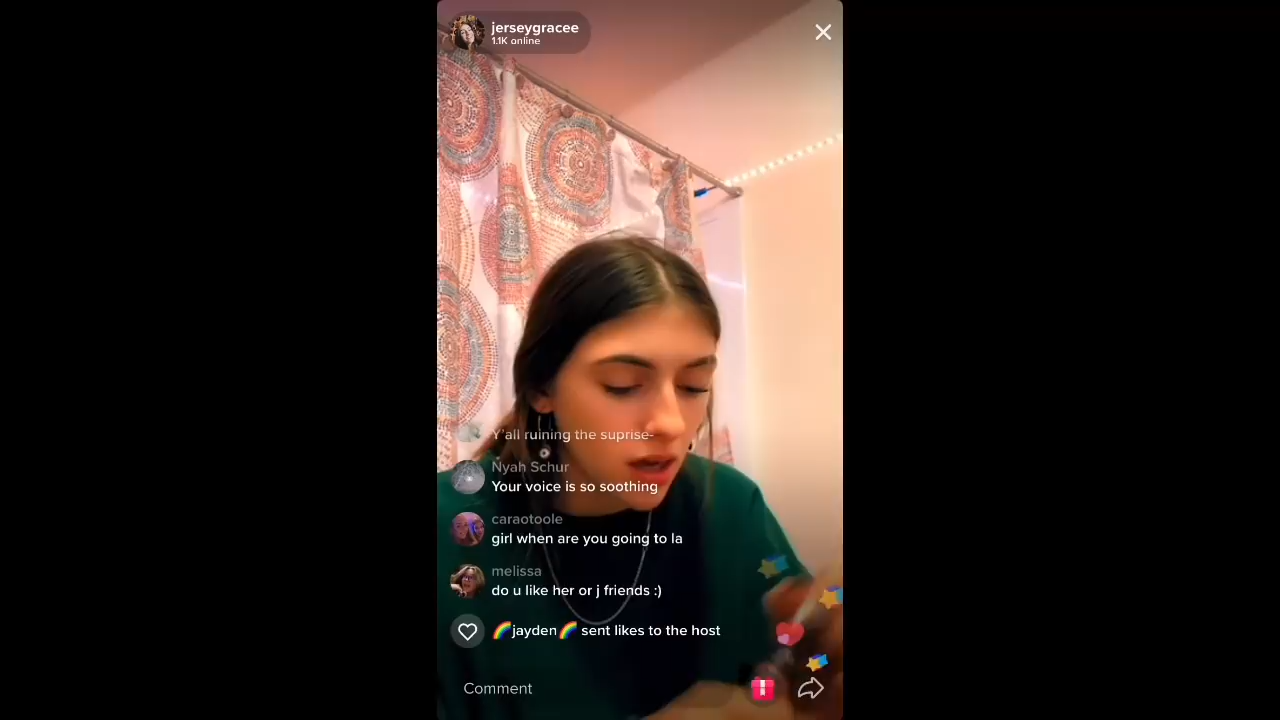 jerseygracee
1.1K online
Y'all ruining the suprise-
Nyah Schur
Your voice is so soothing
caraotoole
girl when are you going to la
melissa
do u like her or j friends :)
🌈jayden🌈 sent likes to the host
Comment